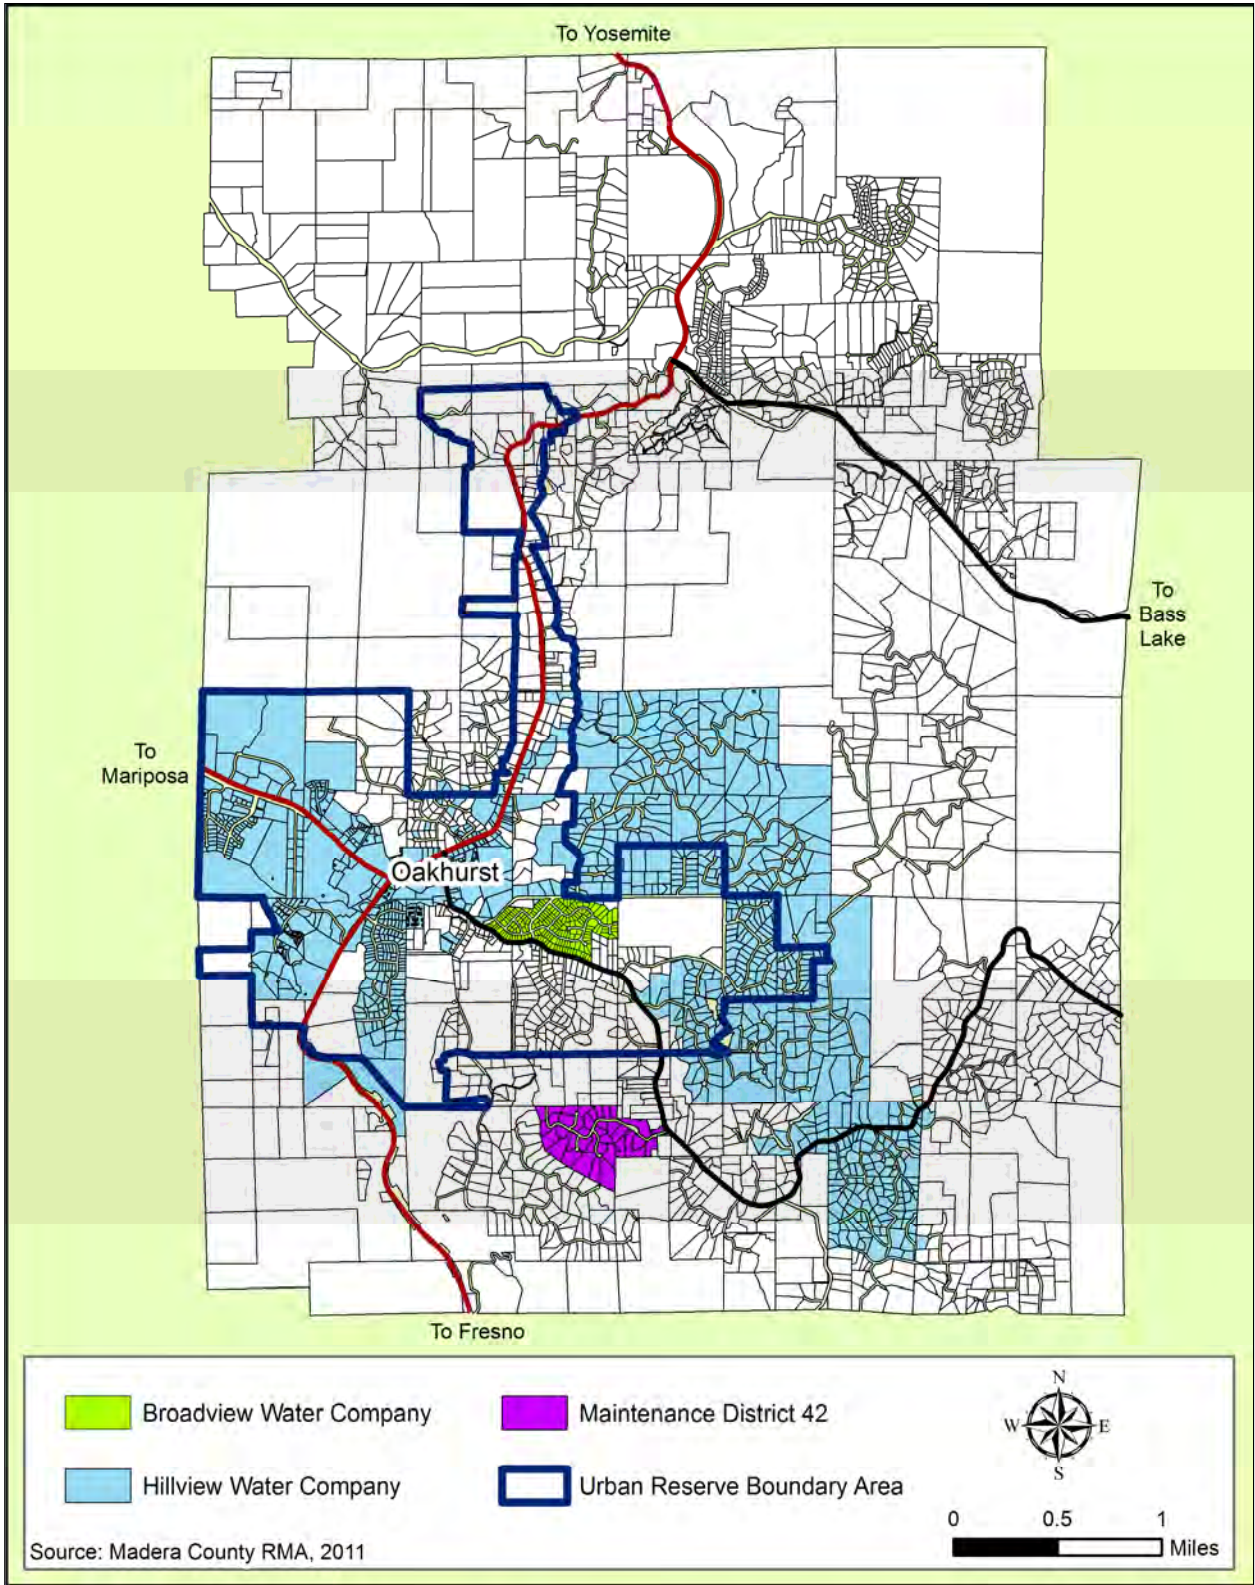 To Yosemite
To
Bass
Lake
To
Mariposa
Oakhurst
To Fresno
Broadview Water Company
Maintenance District 42
Hillview Water Company
Urban Reserve Boundary Area
N
W
E
S
0 0.5 1
Miles
Source: Madera County RMA, 2011